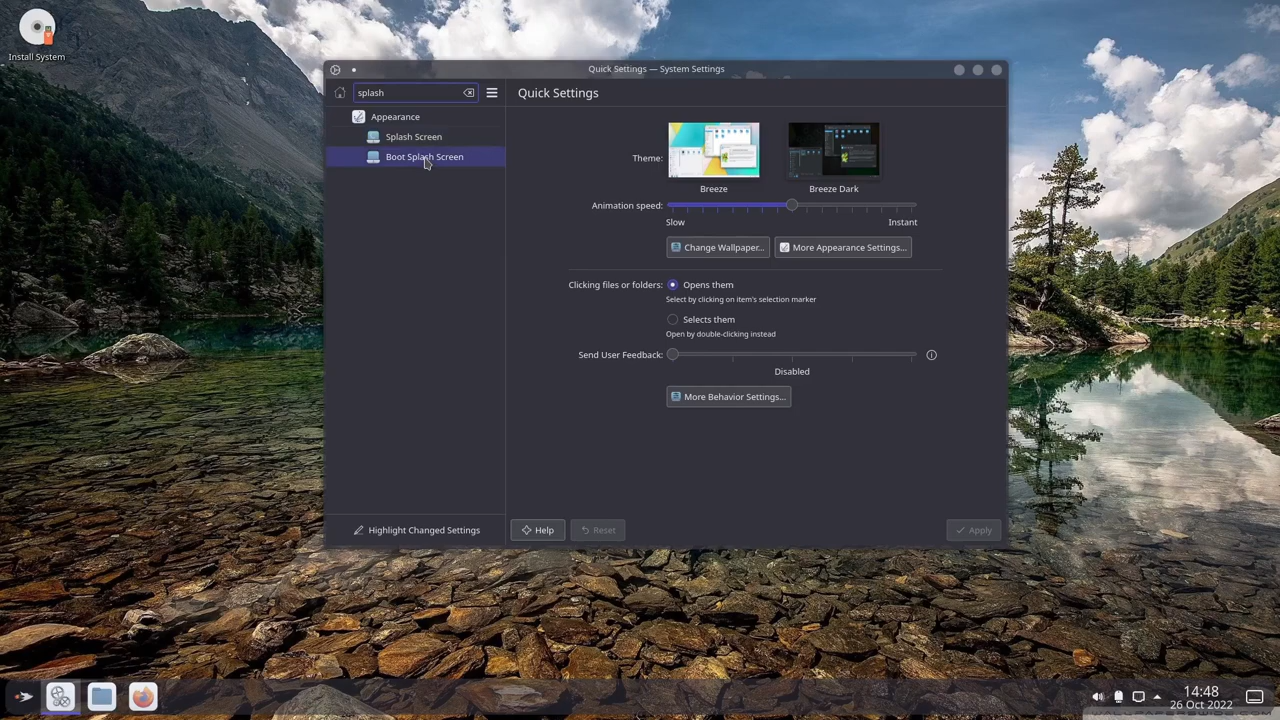 Install System
Quick Settings — System Settings
splash
Quick Settings
Appearance
Splash Screen
Boot Splash Screen
Theme:
Breeze
Breeze Dark
Animation speed:
Slow
Instant
Change Wallpaper...
More Appearance Settings...
Clicking files or folders:
Opens them
Select by clicking on item's selection marker
Selects them
Open by double-clicking instead
Send User Feedback:
Disabled
More Behavior Settings...
Highlight Changed Settings
Help
Reset
Apply
14:48
26 Oct 2022